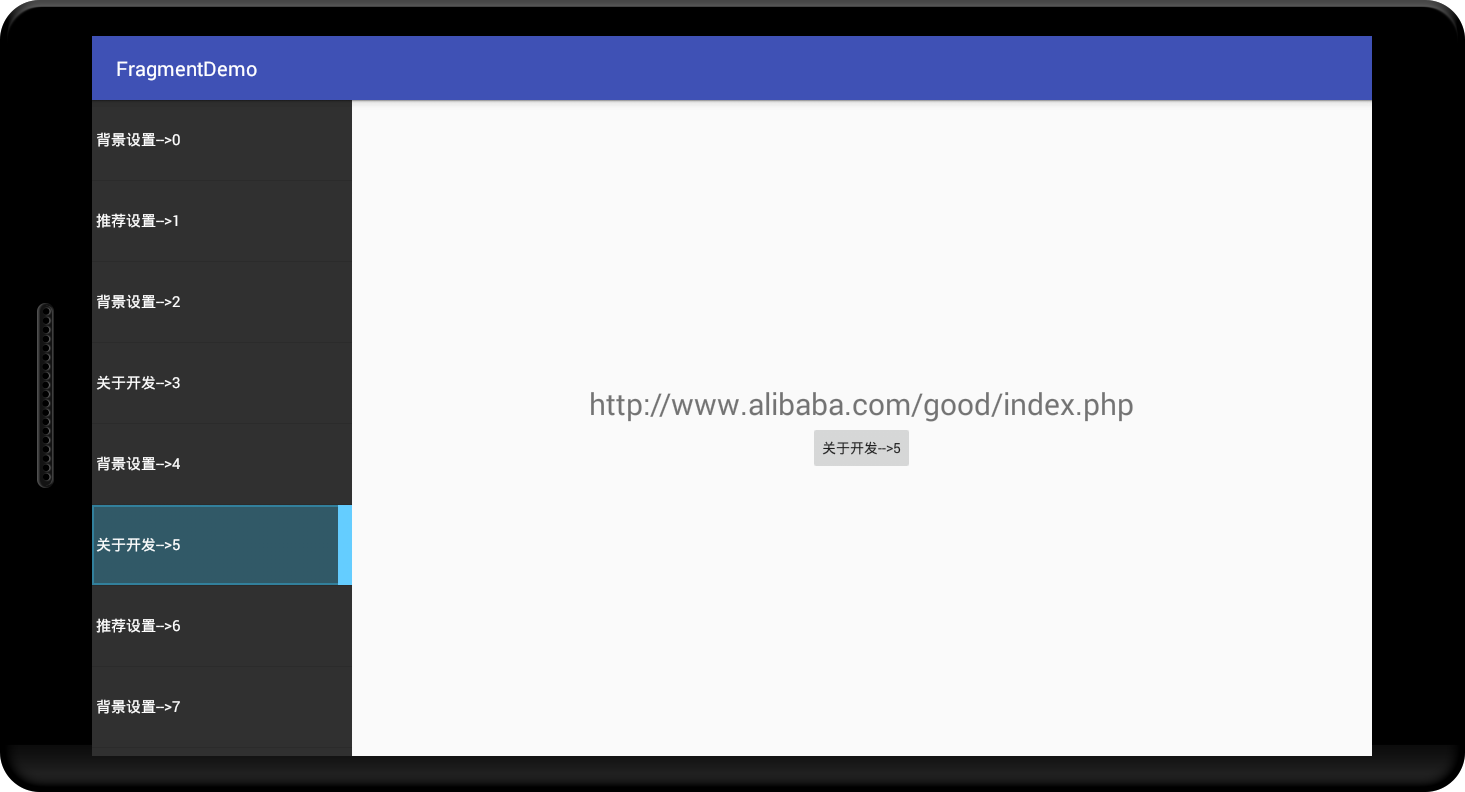 FragmentDemo
背景设置-->0
推荐设置-->1
背景设置-->2
关于开发-->3
背景设置-->4
关于开发-->5
推荐设置-->6
背景设置-->7
http://www.alibaba.com/good/index.php
关于开发-->5